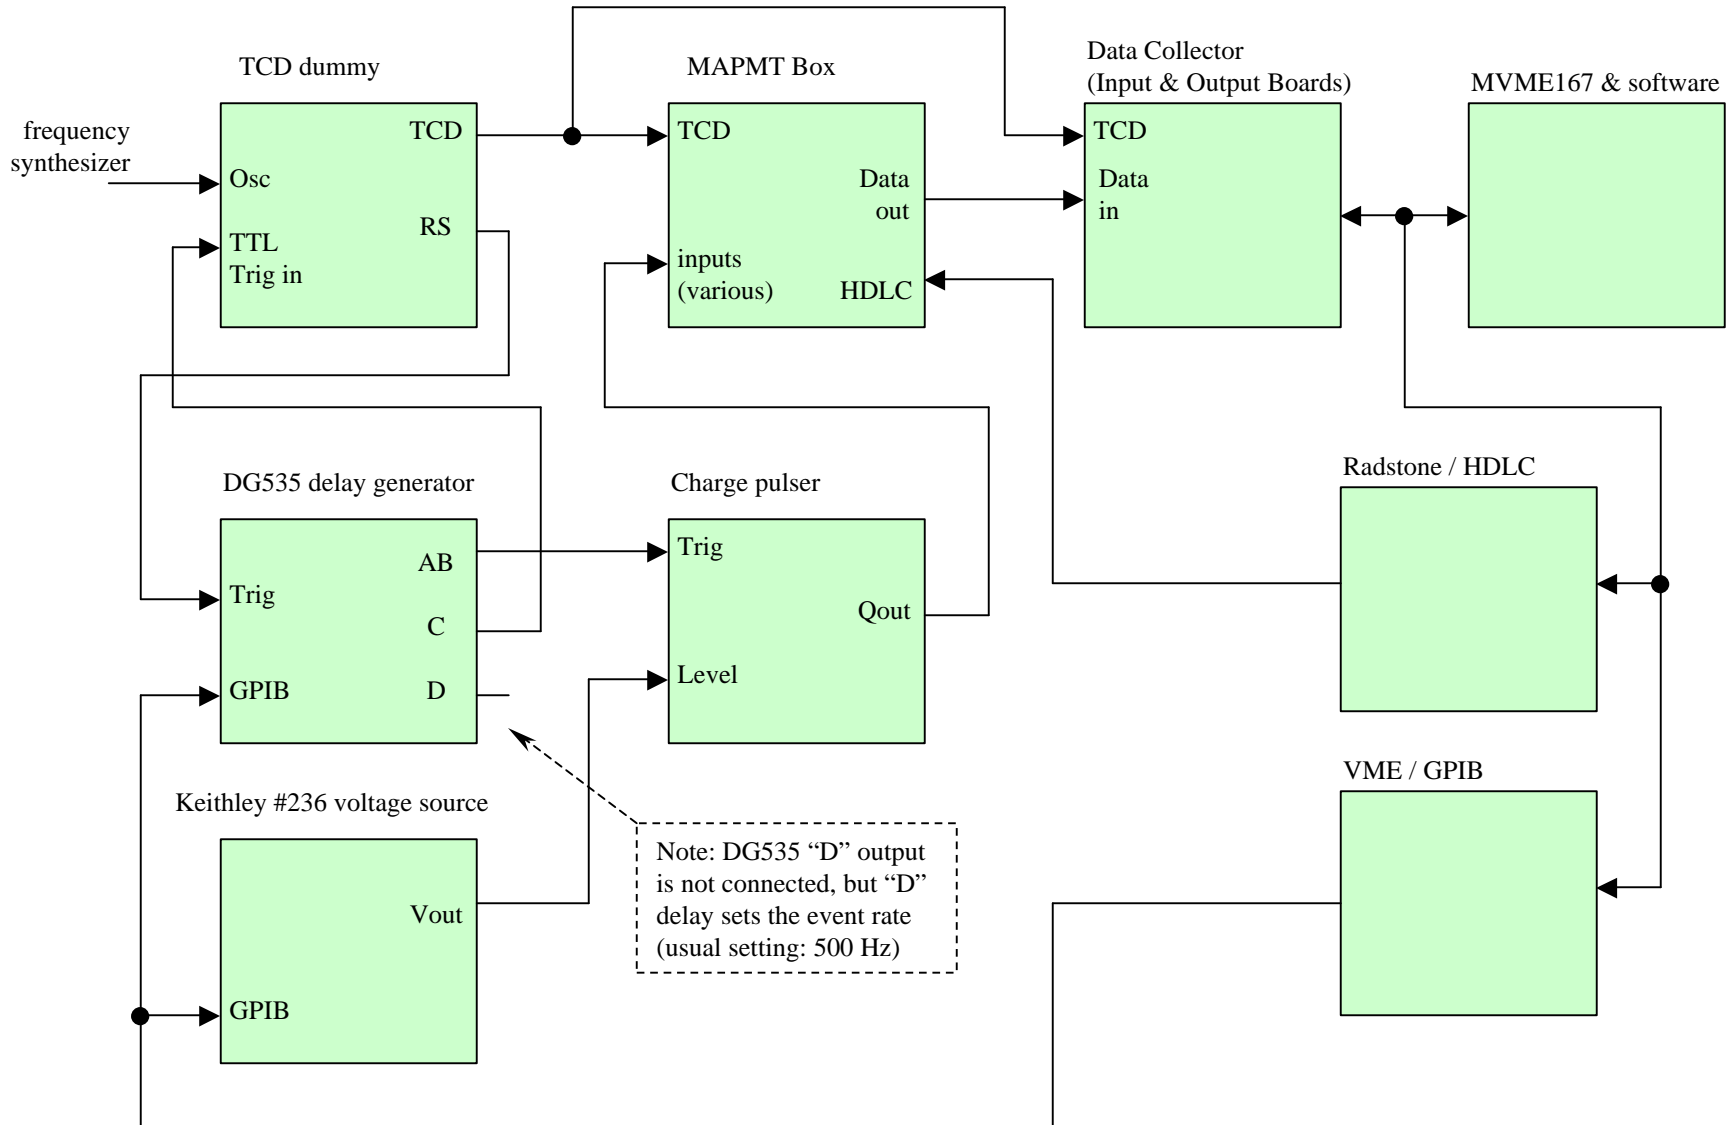 TCD dummy
MAPMT Box
Data Collector
(Input & Output Boards)
MVME167 & software
frequency
synthesizer
TCD
Osc
RS
TTL
Trig in
TCD
Data
out
inputs
(various)
HDLC
TCD
Data
in
DG535 delay generator
Charge pulser
Radstone / HDLC
AB
Trig
C
GPIB
D
Trig
Qout
Level
VME / GPIB
Keithley #236 voltage source
Vout
GPIB
Note: DG535 “D” output
is not connected, but “D”
delay sets the event rate
(usual setting: 500 Hz)